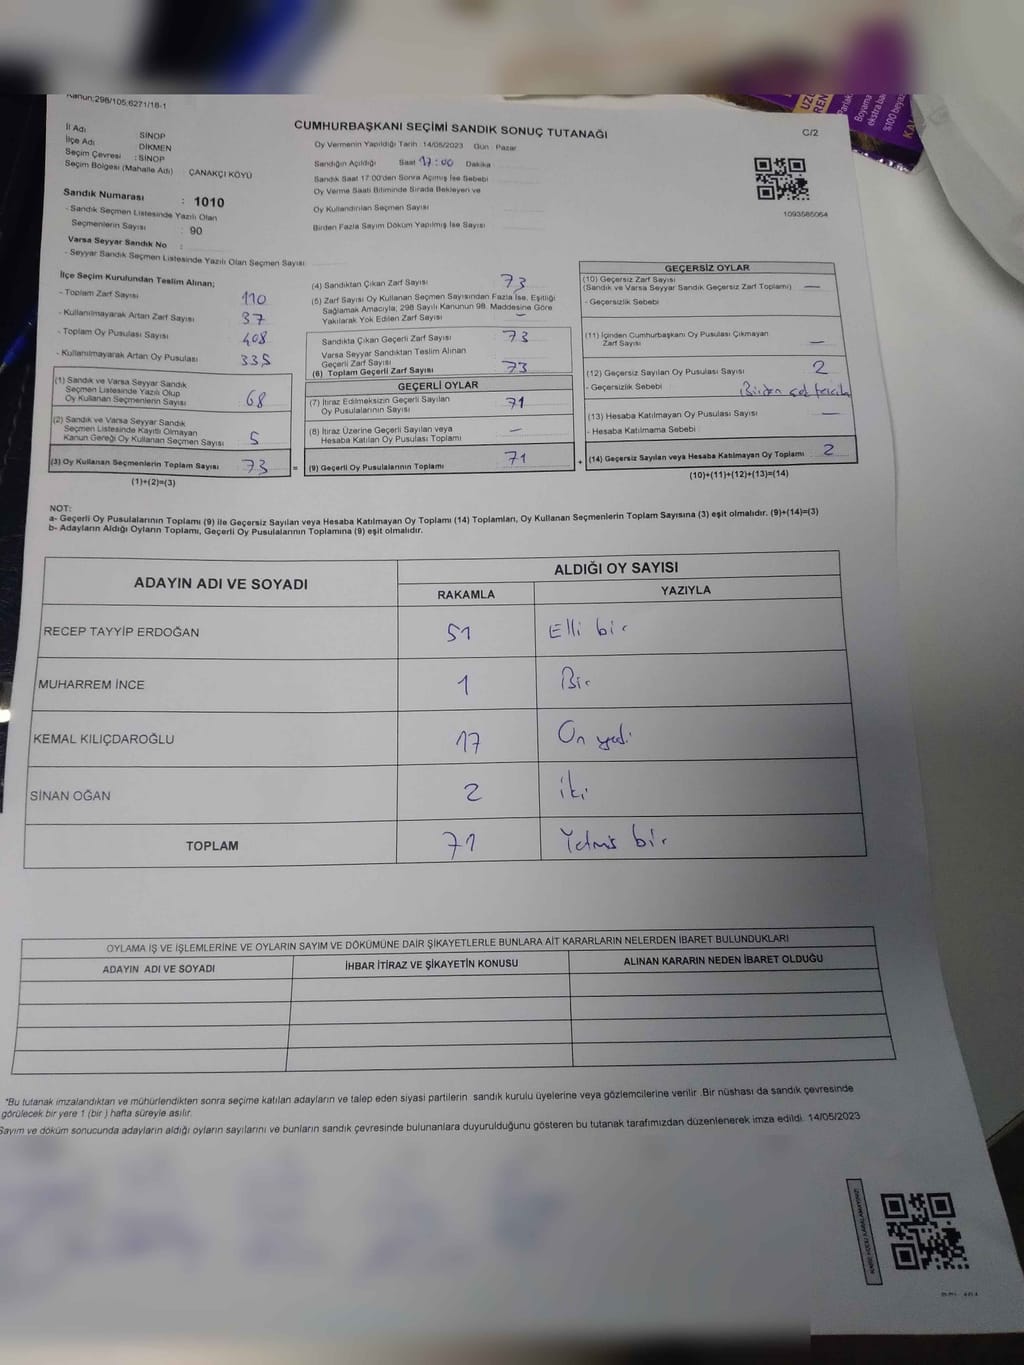 Kanun:298/105;6271/18-1
CUMHURBAŞKANI SEÇİMİ SANDIK SONUÇ TUTANAĞI
C/2
İl Adı : SİNOP
İlçe Adı : DİKMEN
Seçim Çevresi : SİNOP
Seçim Bölgesi (Mahalle Adı) : ÇANAKÇI KÖYÜ
Oy Vermenin Yapıldığı Tarih : 14/05/2023 Gün : Pazar
Sandığın Açıldığı Saat 17:00 Dakika
Sandık Saat 17:00'den Sonra Açılmış İse Sebebi
Oy Verme Saati Bitiminde Sırada Bekleyen ve
Oy Kullandırılan Seçmen Sayısı
Birden Fazla Sayım Döküm Yapılmış İse Sayısı
1093585064
Sandık Numarası : 1010
- Sandık Seçmen Listesinde Yazılı Olan
Seçmenlerin Sayısı : 90
Varsa Seyyar Sandık No :
- Seyyar Sandık Seçmen Listesinde Yazılı Olan Seçmen Sayısı
İlçe Seçim Kurulundan Teslim Alınan;
- Toplam Zarf Sayısı 110
- Kullanılmayarak Artan Zarf Sayısı 37
- Toplam Oy Pusulası Sayısı 408
- Kullanılmayarak Artan Oy Pusulası 335
(1) Sandık ve Varsa Seyyar Sandık
Seçmen Listesinde Yazılı Olup
Oy Kullanan Seçmenlerin Sayısı 68
(2) Sandık ve Varsa Seyyar Sandık
Seçmen Listesinde Kayıtlı Olmayan
Kanun Gereği Oy Kullanan Seçmen Sayısı 5
(3) Oy Kullanan Seçmenlerin Toplam Sayısı 73 =
(1)+(2)=(3)
(4) Sandıktan Çıkan Zarf Sayısı 73
(5) Zarf Sayısı Oy Kullanan Seçmen Sayısından Fazla İse, Eşitliği
Sağlamak Amacıyla, 298 Sayılı Kanunun 98. Maddesine Göre
Yakılarak Yok Edilen Zarf Sayısı —
Sandıkta Çıkan Geçerli Zarf Sayısı 73
Varsa Seyyar Sandıktan Teslim Alınan
Geçerli Zarf Sayısı
(6) Toplam Geçerli Zarf Sayısı 73
GEÇERLİ OYLAR
(7) İtiraz Edilmeksizin Geçerli Sayılan
Oy Pusulalarının Sayısı 71
(8) İtiraz Üzerine Geçerli Sayılan veya
Hesaba Katılan Oy Pusulası Toplamı —
(9) Geçerli Oy Pusulalarının Toplamı 71 +
GEÇERSİZ OYLAR
(10) Geçersiz Zarf Sayısı
(Sandık ve Varsa Seyyar Sandık Geçersiz Zarf Toplamı) —
- Geçersizlik Sebebi
(11) İçinden Cumhurbaşkanı Oy Pusulası Çıkmayan
Zarf Sayısı —
(12) Geçersiz Sayılan Oy Pusulası Sayısı 2
- Geçersizlik Sebebi Birden çok tercih
(13) Hesaba Katılmayan Oy Pusulası Sayısı —
- Hesaba Katılmama Sebebi
(14) Geçersiz Sayılan veya Hesaba Katılmayan Oy Toplamı 2
(10)+(11)+(12)+(13)=(14)
NOT:
a- Geçerli Oy Pusulalarının Toplamı (9) ile Geçersiz Sayılan veya Hesaba Katılmayan Oy Toplamı (14) Toplamları, Oy Kullanan Seçmenlerin Toplam Sayısına (3) eşit olmalıdır. (9)+(14)=(3)
b- Adayların Aldığı Oyların Toplamı, Geçerli Oy Pusulalarının Toplamına (9) eşit olmalıdır.
ADAYIN ADI VE SOYADI
ALDIĞI OY SAYISI
RAKAMLA YAZIYLA
RECEP TAYYİP ERDOĞAN 51 Elli bir
MUHARREM İNCE 1 Bir
KEMAL KILIÇDAROĞLU 17 On yedi
SİNAN OĞAN 2 iki
TOPLAM 71 Yetmiş bir
OYLAMA İŞ VE İŞLEMLERİNE VE OYLARIN SAYIM VE DÖKÜMÜNE DAİR ŞİKAYETLERLE BUNLARA AİT KARARLARIN NELERDEN İBARET BULUNDUKLARI
ADAYIN ADI VE SOYADI İHBAR İTİRAZ VE ŞİKAYETİN KONUSU ALINAN KARARIN NEDEN İBARET OLDUĞU
*Bu tutanak imzalandıktan ve mühürlendikten sonra seçime katılan adayların ve talep eden siyasi partilerin sandık kurulu üyelerine veya gözlemcilerine verilir .Bir nüshası da sandık çevresinde
görülecek bir yere 1 (bir ) hafta süreyle asılır.
Sayım ve döküm sonucunda adayların aldığı oyların sayılarını ve bunların sandık çevresinde bulunanlara duyurulduğunu gösteren bu tutanak tarafımızdan düzenlenerek imza edildi. 14/05/2023